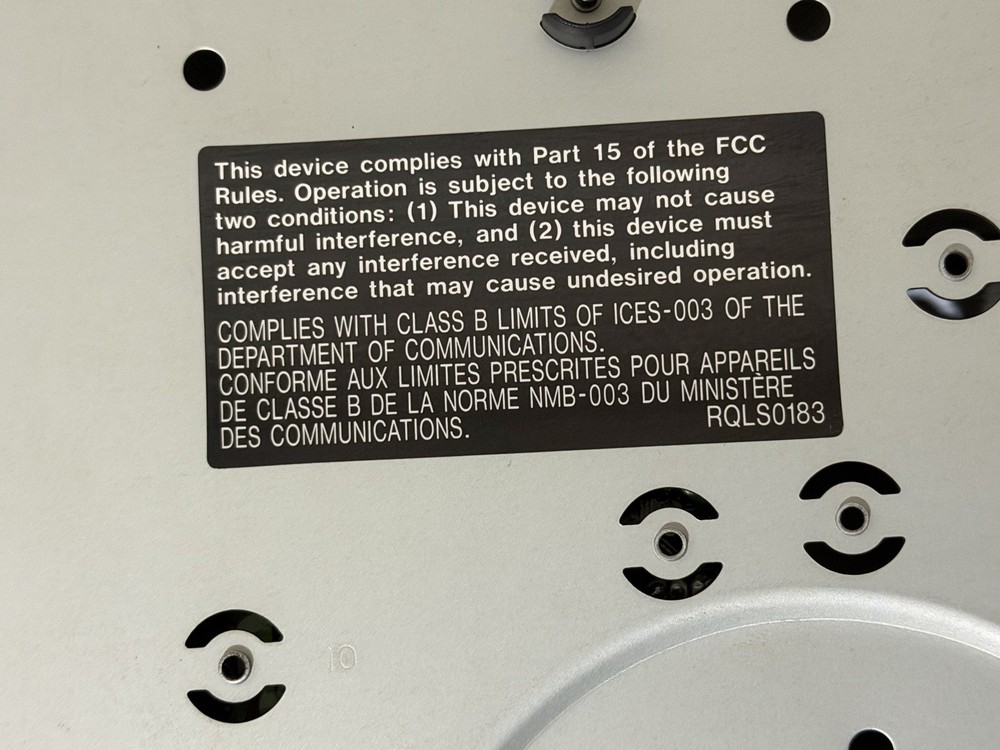 This device complies with Part 15 of the FCC
Rules. Operation is subject to the following
two conditions: (1) This device may not cause
harmful interference, and (2) this device must
accept any interference received, including
interference that may cause undesired operation.
COMPLIES WITH CLASS B LIMITS OF ICES-003 OF THE
DEPARTMENT OF COMMUNICATIONS.
CONFORME AUX LIMITES PRESCRITES POUR APPAREILS
DE CLASSE B DE LA NORME NMB-003 DU MINISTÈRE
DES COMMUNICATIONS. RQLS0183
10